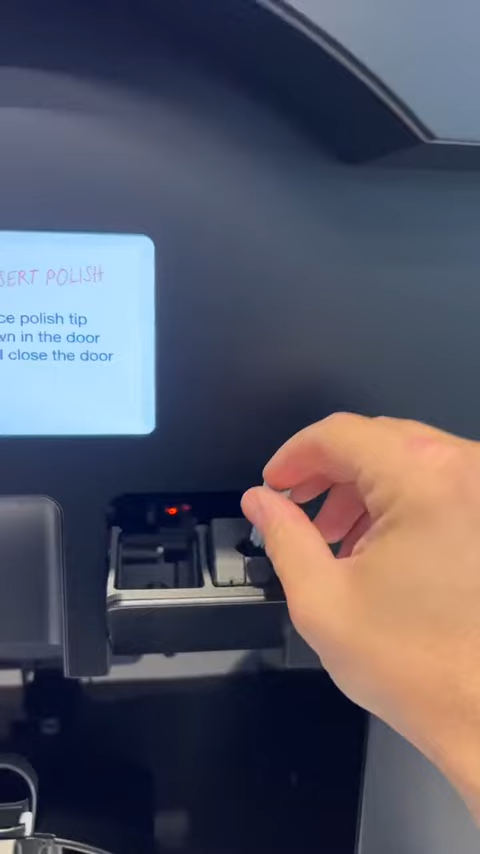 SERT POLISH
ce polish tip
wn in the door
l close the door